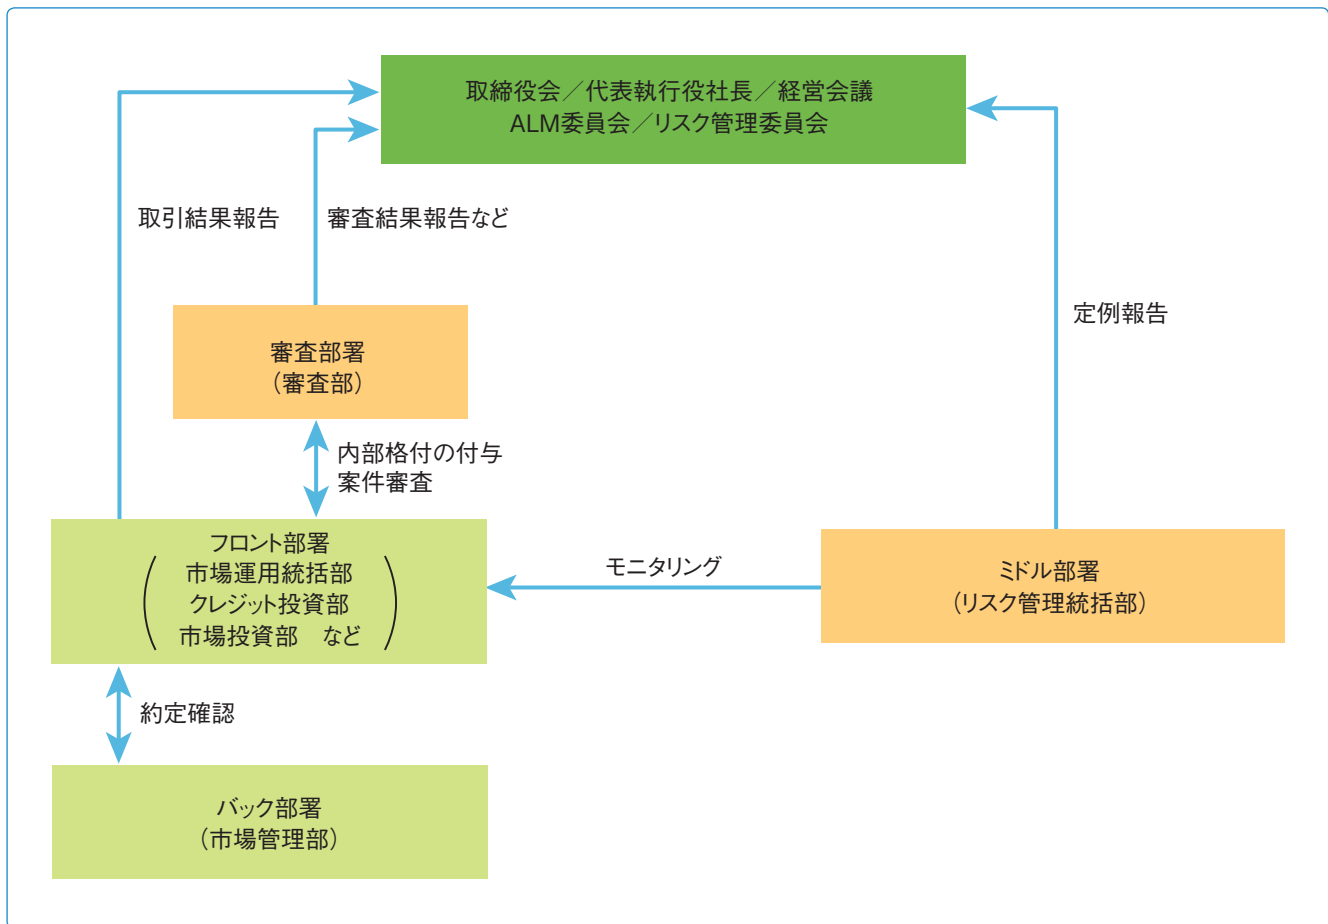 取締役会／代表執行役社長／経営会議
ALM委員会／リスク管理委員会
取引結果報告
審査結果報告など
定例報告
審査部署
（審査部）
内部格付の付与
案件審査
フロント部署
市場運用統括部
クレジット投資部
市場投資部　など
モニタリング
ミドル部署
（リスク管理統括部）
約定確認
バック部署
（市場管理部）